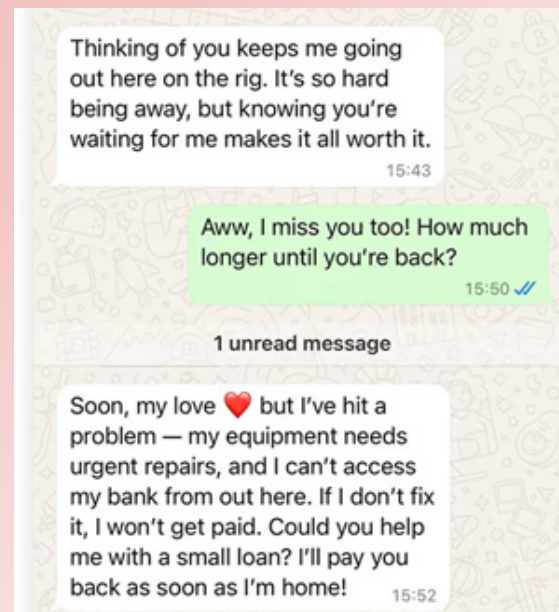 Thinking of you keeps me going
out here on the rig. It’s so hard
being away, but knowing you’re
waiting for me makes it all worth it.
15:43
Aww, I miss you too! How much
longer until you’re back?
15:50
1 unread message
Soon, my love ❤️ but I’ve hit a
problem — my equipment needs
urgent repairs, and I can’t access
my bank from out here. If I don’t fix
it, I won’t get paid. Could you help
me with a small loan? I’ll pay you
back as soon as I’m home!
15:52